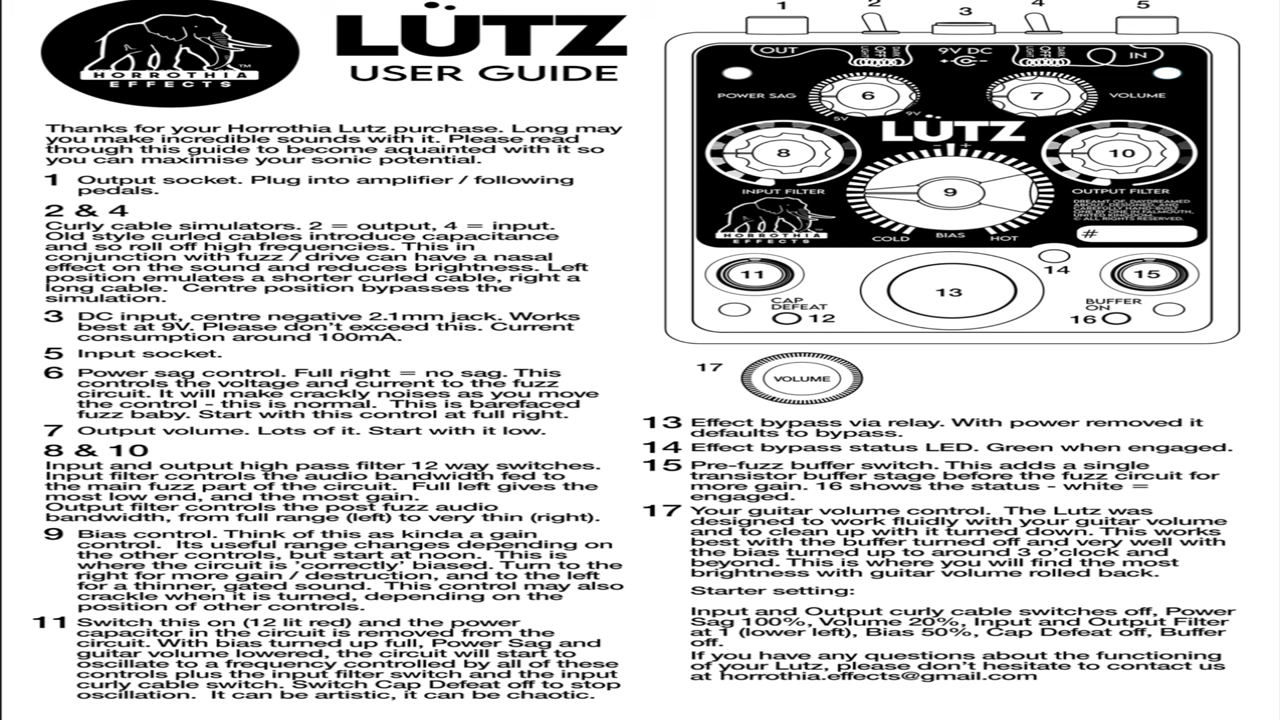 HORROTHIA
EFFECTS
TM
LÜTZ
USER GUIDE
Thanks for your Horrothia Lutz purchase. Long may
you make incredible sounds with it. Please read
through this guide to become aquainted with it so
you can maximise your sonic potential.
1 Output socket. Plug into amplifier / following
pedals.
2 & 4
Curly cable simulators. 2 = output, 4 = input.
Old style curled cables introduce capacitance
and so roll off high frequencies. This in
conjunction with fuzz / drive can have a nasal
effect on the sound and reduces brightness. Left
position emulates a shorter curled cable, right a
long cable. Centre position bypasses the
simulation.
3 DC input, centre negative 2.1mm jack. Works
best at 9V. Please don't exceed this. Current
consumption around 100mA.
5 Input socket.
6 Power sag control. Full right = no sag. This
controls the voltage and current to the fuzz
circuit. It will make crackly noises as you move
the control - this is normal. This is barefaced
fuzz baby. Start with this control at full right.
7 Output volume. Lots of it. Start with it low.
8 & 10
Input and output high pass filter 12 way switches.
Input filter controls the audio bandwidth fed to
the main fuzz part of the circuit. Full left gives the
most low end, and the most gain.
Output filter controls the post fuzz audio
bandwidth, from full range (left) to very thin (right).
9 Bias control. Think of this as kinda a gain
control. Its useful range changes depending on
the other controls, but start at noon. This is
where the circuit is 'correctly' biased. Turn to the
right for more gain / destruction, and to the left
for a thinner, gated sound. This control may also
crackle when it is turned, depending on the
position of other controls.
11 Switch this on (12 lit red) and the power
capacitor in the circuit is removed from the
circuit. With bias turned up full, Power Sag and
guitar volume lowered, the circuit will start to
oscillate to a frequency controlled by all of these
controls plus the input filter switch and the input
curly cable switch. Switch Cap Defeat off to stop
oscillation. It can be artistic, it can be chaotic.
1 2 3 4 5
OUT LIGHT OFF DARK 9V DC LIGHT OFF DARK IN
POWER SAG 6 7 VOLUME
5V 9V
LÜTZ
8 - + 10
9
INPUT FILTER OUTPUT FILTER
DREAMT OF, DAYDREAMED
ABOUT, DESIGNED, AND
CAREFULLY HAND-BUILT
ONE BY ONE IN FALMOUTH,
UNITED KINGDOM.
© ALL RIGHTS RESERVED.
HORROTHIA
EFFECTS
COLD BIAS HOT #
11 13 14 15
CAP
DEFEAT
12
BUFFER
ON
16
17 VOLUME
13 Effect bypass via relay. With power removed it
defaults to bypass.
14 Effect bypass status LED. Green when engaged.
15 Pre-fuzz buffer switch. This adds a single
transistor buffer stage before the fuzz circuit for
more gain. 16 shows the status - white =
engaged.
17 Your guitar volume control. The Lutz was
designed to work fluidly with your guitar volume
and to clean up with it turned down. This works
best with the buffer turned off and very well with
the bias turned up to around 3 o'clock and
beyond. This is where you will find the most
brightness with guitar volume rolled back.
Starter setting:
Input and Output curly cable switches off, Power
Sag 100%, Volume 20%, Input and Output Filter
at 1 (lower left), Bias 50%, Cap Defeat off, Buffer
off.
If you have any questions about the functioning
of your Lutz, please don't hesitate to contact us
at horrothia.effects@gmail.com